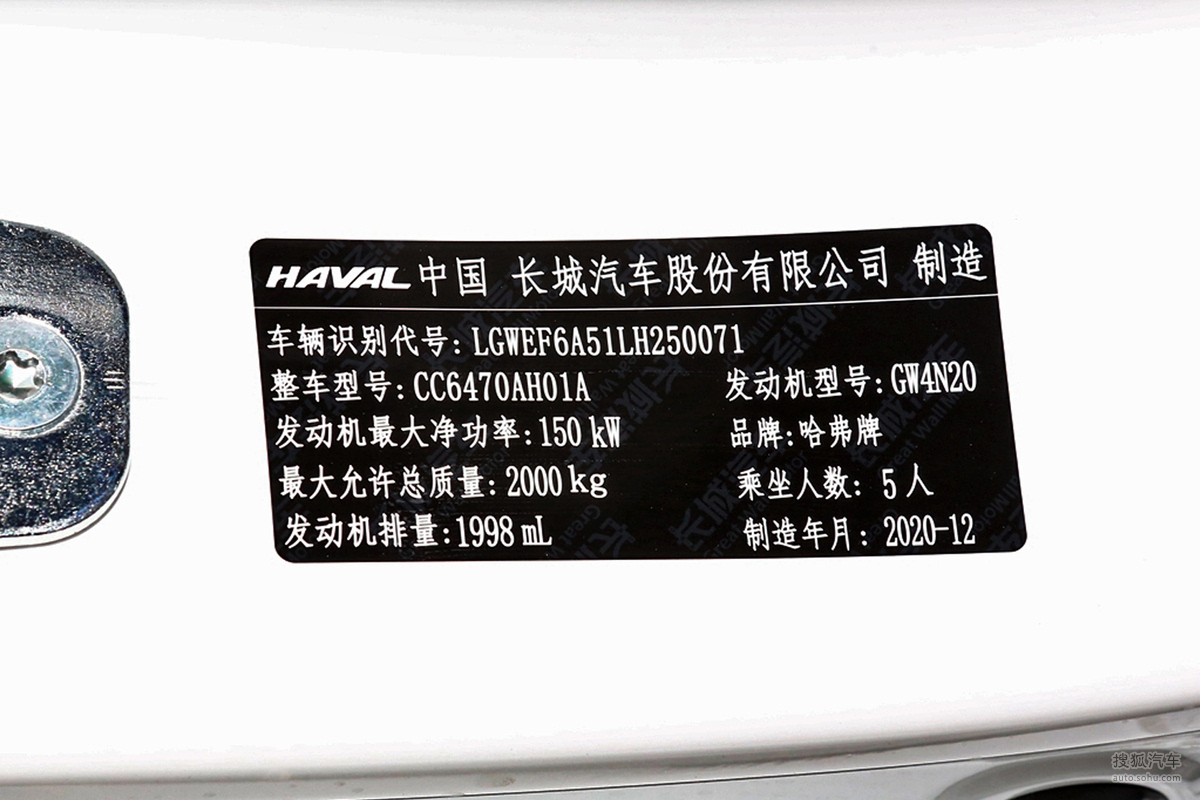 HAVAL 中国 长城汽车股份有限公司 制造
车辆识别代号: LGWEF6A51LH250071
整车型号: CC6470AH01A 发动机型号: GW4N20
发动机最大净功率: 150 kW 品牌: 哈弗牌
最大允许总质量: 2000 kg 乘坐人数: 5 人
发动机排量: 1998 mL 制造年月: 2020-12
搜狐汽车
auto.sohu.com